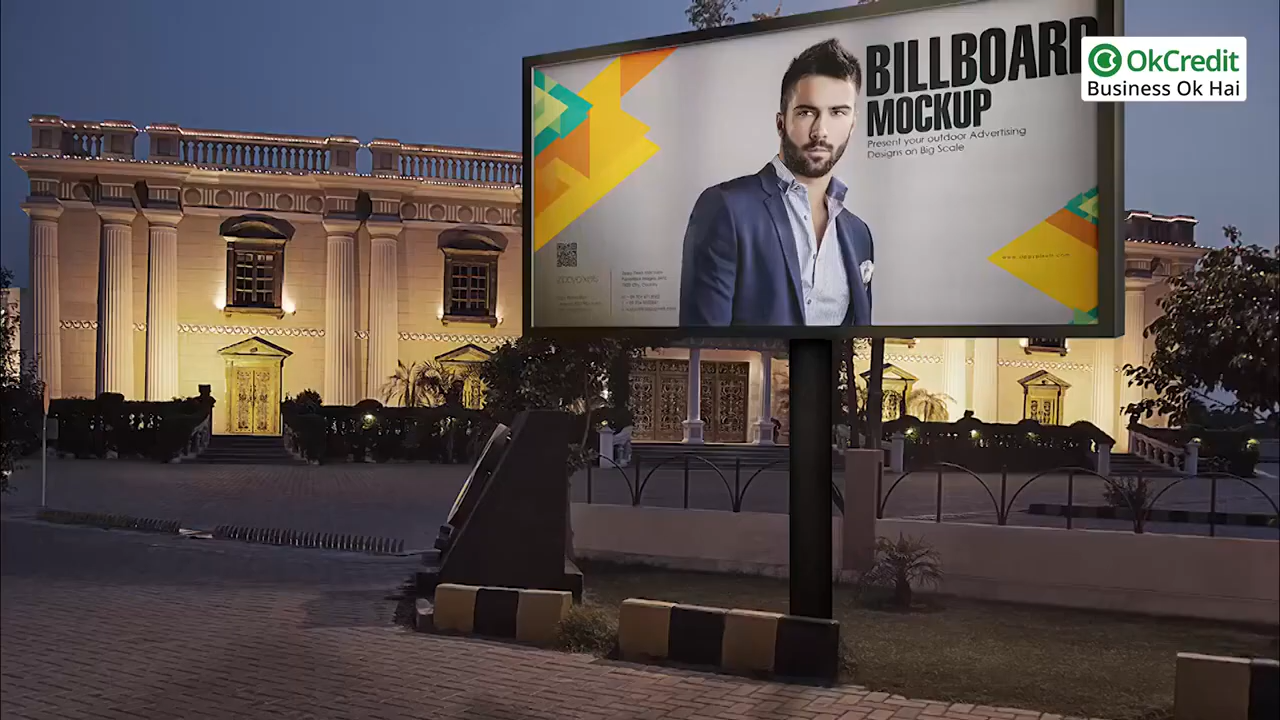 BILLBOARD
MOCKUP
Present your outdoor Advertising
Designs on Big Scale
OkCredit
Business Ok Hai